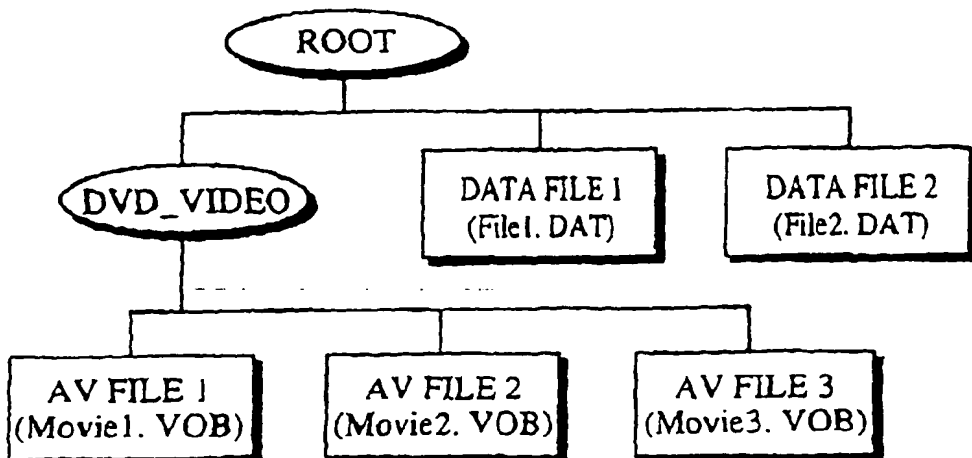 ROOT
DVD_VIDEO
DATA FILE 1
(File1. DAT)
DATA FILE 2
(File2. DAT)
AV FILE 1
(Movie1. VOB)
AV FILE 2
(Movie2. VOB)
AV FILE 3
(Movie3. VOB)